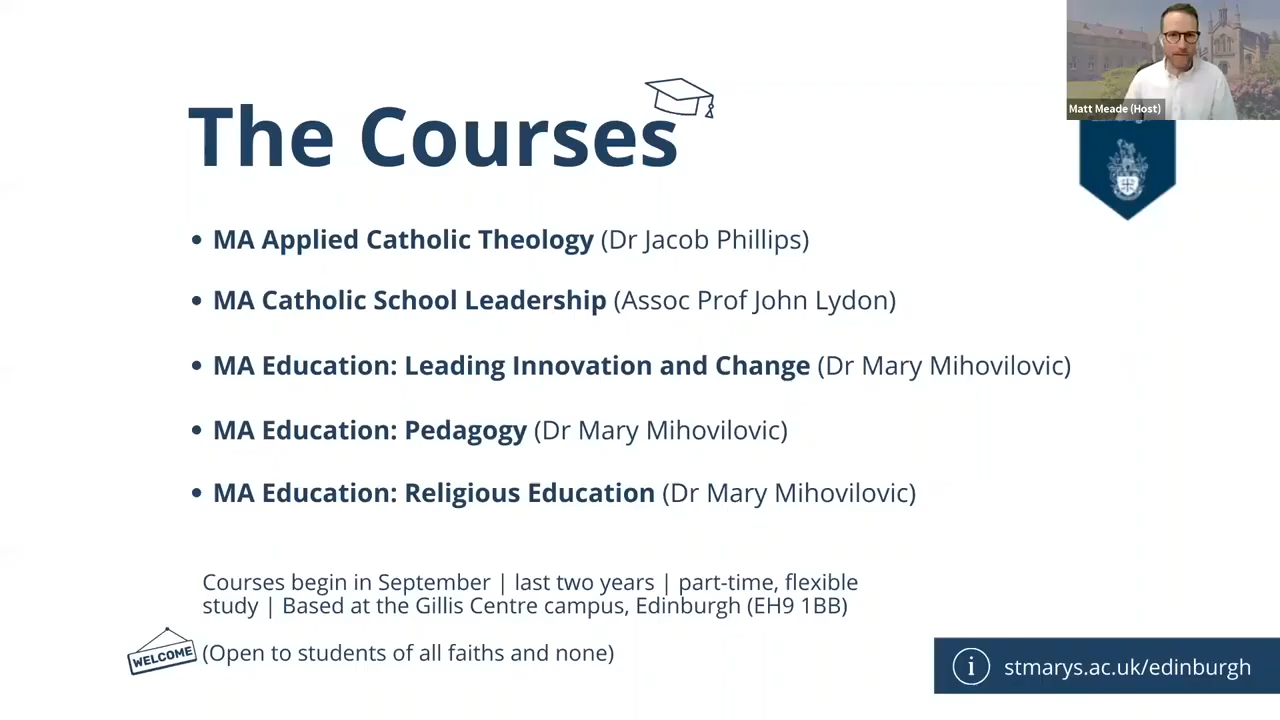 The Courses
Matt Meade (Host)
• MA Applied Catholic Theology (Dr Jacob Phillips)
• MA Catholic School Leadership (Assoc Prof John Lydon)
• MA Education: Leading Innovation and Change (Dr Mary Mihovilovic)
• MA Education: Pedagogy (Dr Mary Mihovilovic)
• MA Education: Religious Education (Dr Mary Mihovilovic)
Courses begin in September | last two years | part-time, flexible
study | Based at the Gillis Centre campus, Edinburgh (EH9 1BB)
WELCOME
(Open to students of all faiths and none)
i stmarys.ac.uk/edinburgh